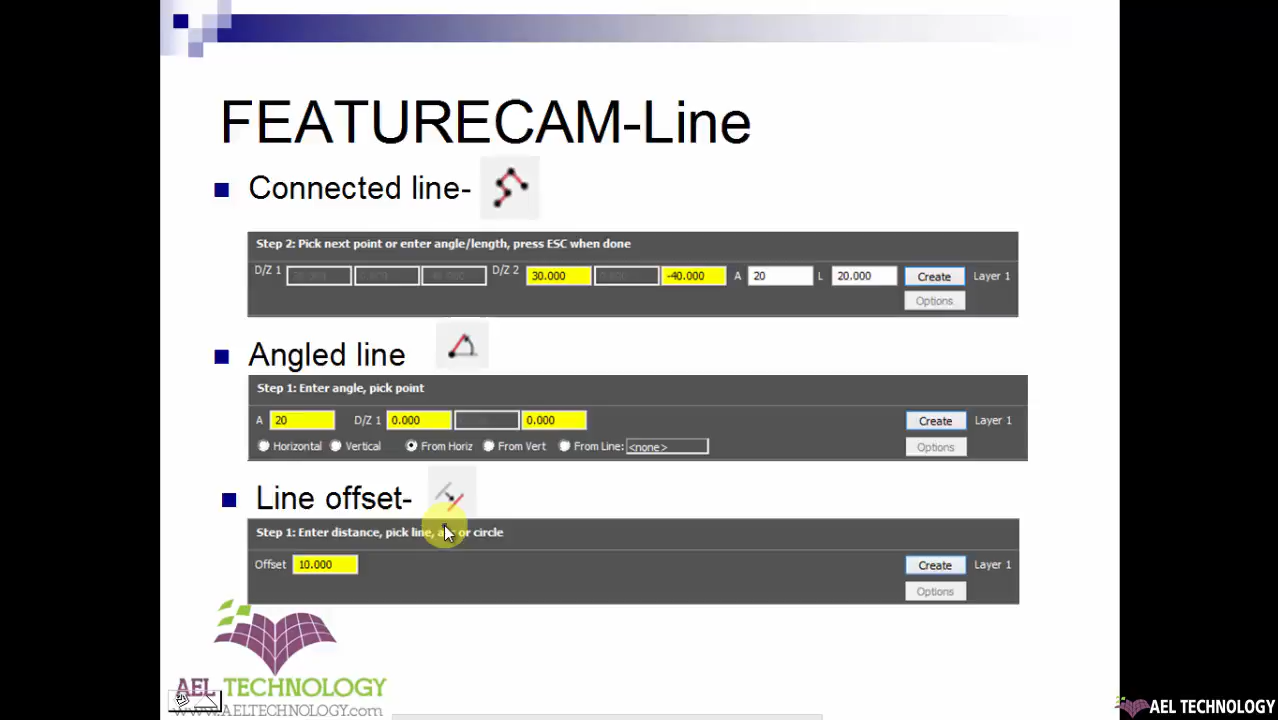 FEATURECAM-Line
Connected line-
Step 2: Pick next point or enter angle/length, press ESC when done
D/Z 1 D/Z 2 30.000 -40.000 A 20 L 20.000 Create Layer 1
Options
Angled line
Step 1: Enter angle, pick point
A 20 D/Z 1 0.000 0.000 Create Layer 1
Horizontal Vertical From Horiz From Vert From Line: <none> Options
Line offset-
Step 1: Enter distance, pick line, or circle
Offset 10.000 Create Layer 1
Options
AEL TECHNOLOGY
www.AELTECHNOLOGY.com
AEL TECHNOLOGY